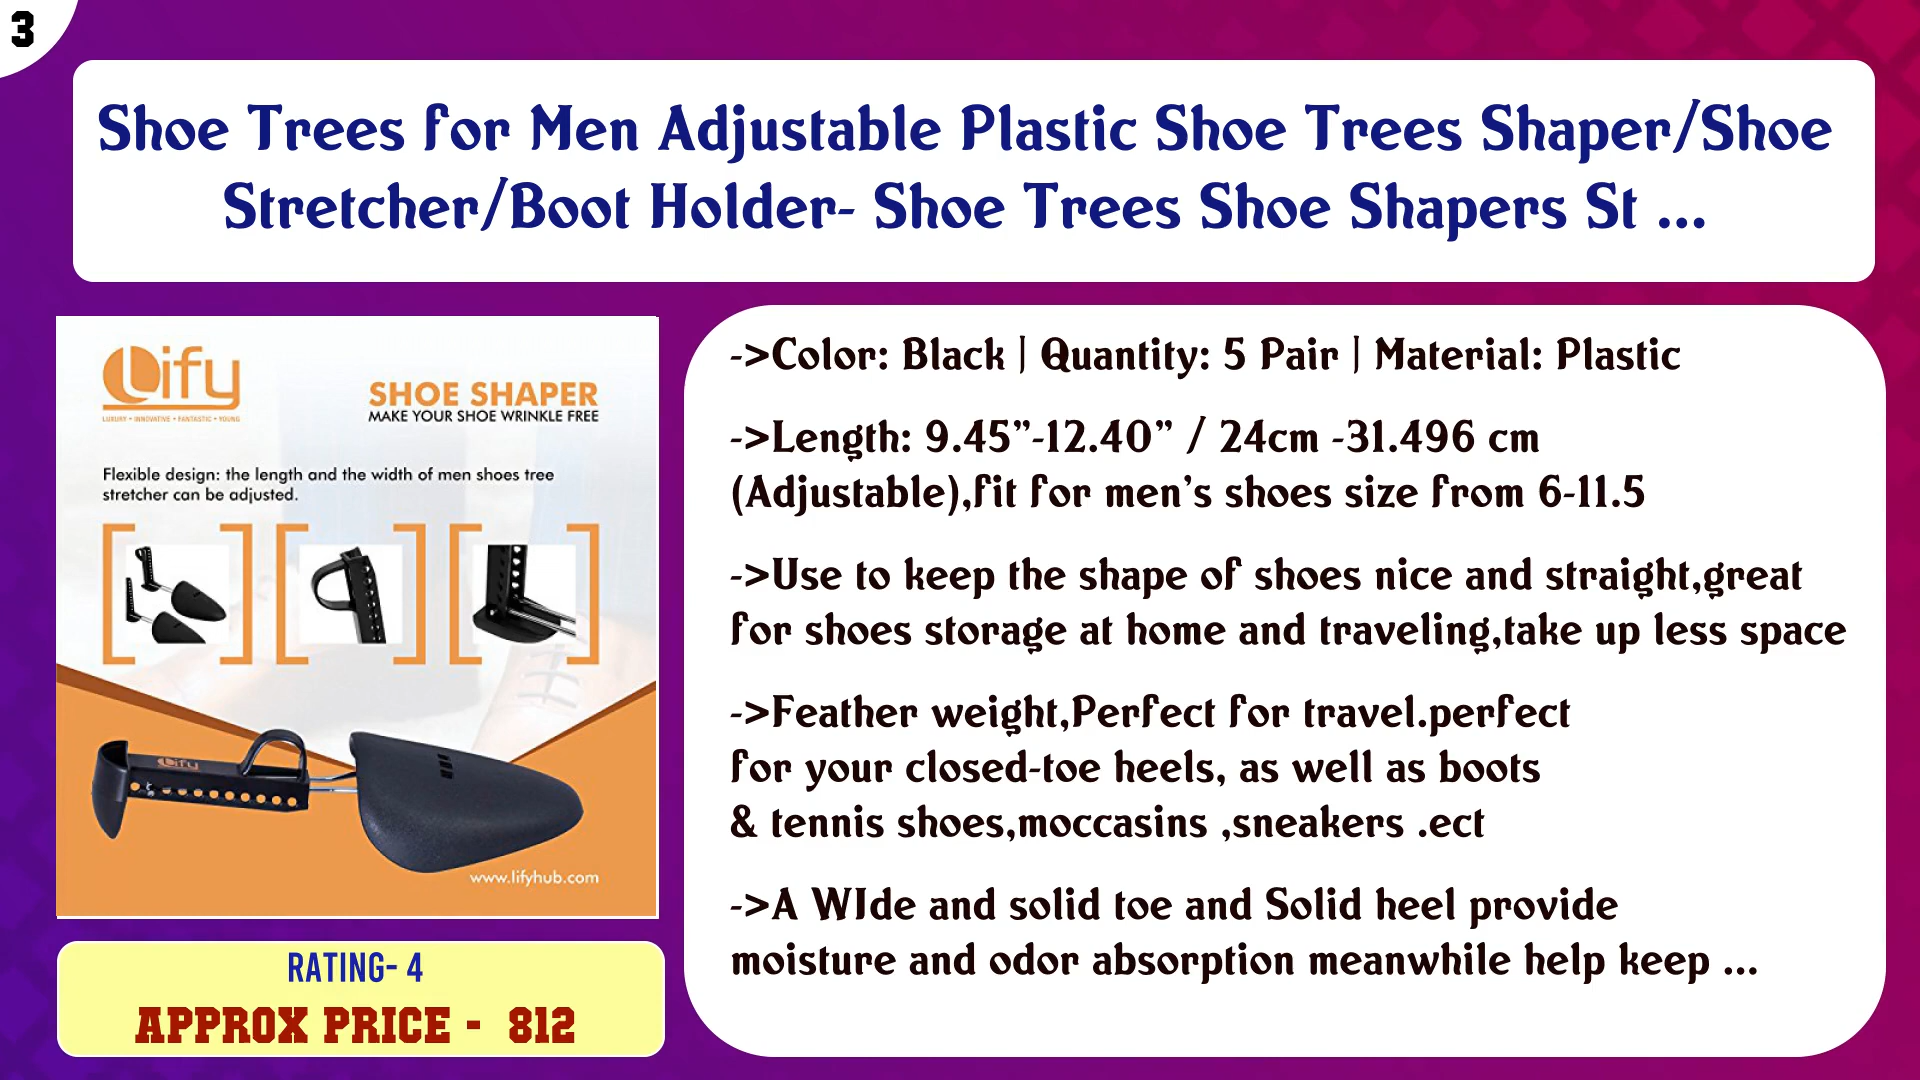 3
Shoe Trees for Men Adjustable Plastic Shoe Trees Shaper/Shoe
Stretcher/Boot Holder- Shoe Trees Shoe Shapers St ...
Lify
LUXURY • INNOVATIVE • FANTASTIC • YOUNG
SHOE SHAPER
MAKE YOUR SHOE WRINKLE FREE
Flexible design: the length and the width of men shoes tree
stretcher can be adjusted.
Lify
www.lifyhub.com
RATING- 4
APPROX PRICE - 812
->Color: Black | Quantity: 5 Pair | Material: Plastic
->Length: 9.45”-12.40” / 24cm -31.496 cm
(Adjustable),fit for men’s shoes size from 6-11.5
->Use to keep the shape of shoes nice and straight,great
for shoes storage at home and traveling,take up less space
->Feather weight,Perfect for travel.perfect
for your closed-toe heels, as well as boots
& tennis shoes,moccasins ,sneakers .ect
->A WIde and solid toe and Solid heel provide
moisture and odor absorption meanwhile help keep ...